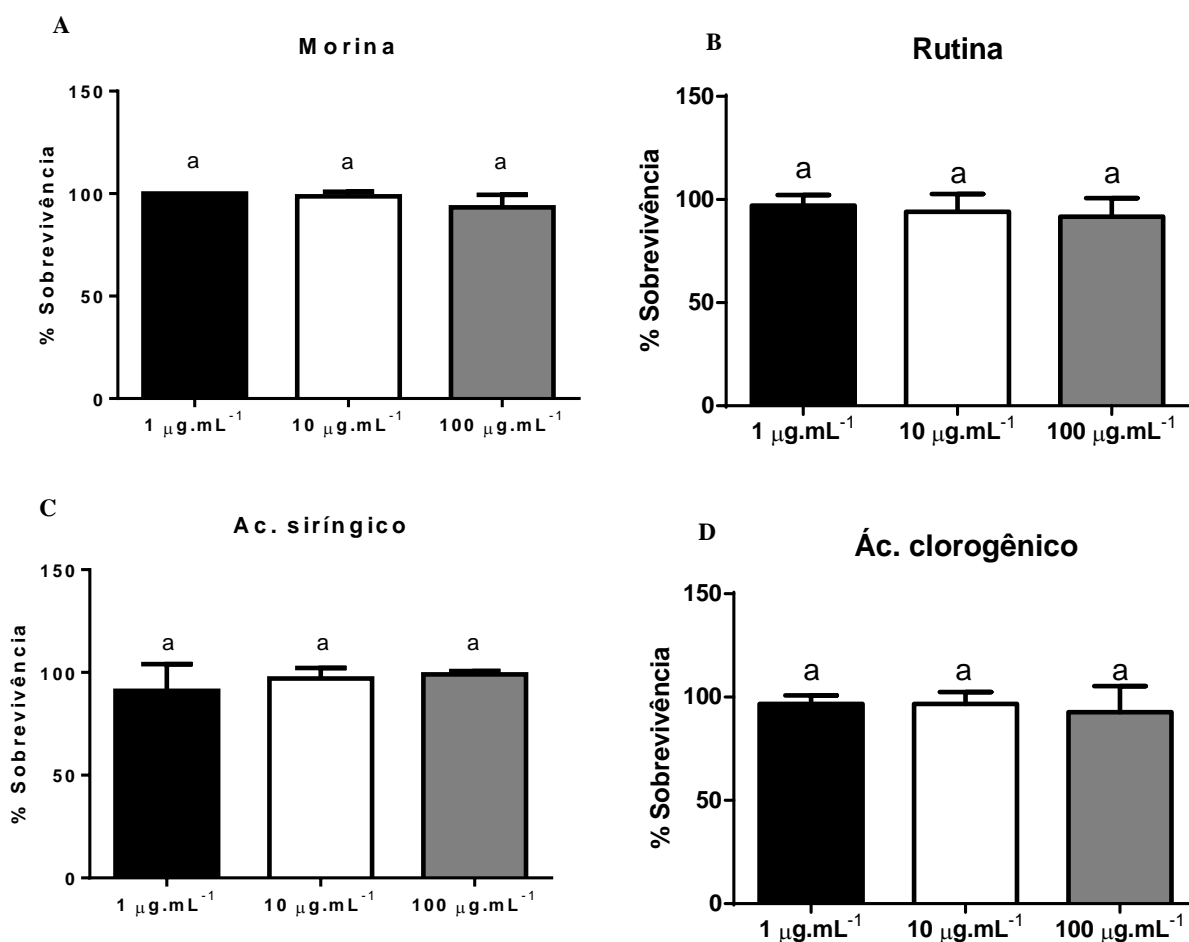 A
Morina
% Sobrevivência
150
100
50
0
a a a
1 μg.mL⁻¹ 10 μg.mL⁻¹ 100 μg.mL⁻¹
B
Rutina
% Sobrevivência
150
100
50
0
a a a
1 μg.mL⁻¹ 10 μg.mL⁻¹ 100 μg.mL⁻¹
C
Ac. siríngico
% Sobrevivência
150
100
50
0
a a a
1 μg.mL⁻¹ 10 μg.mL⁻¹ 100 μg.mL⁻¹
D
Ác. clorogênico
% Sobrevivência
150
100
50
0
a a a
1 μg.mL⁻¹ 10 μg.mL⁻¹ 100 μg.mL⁻¹